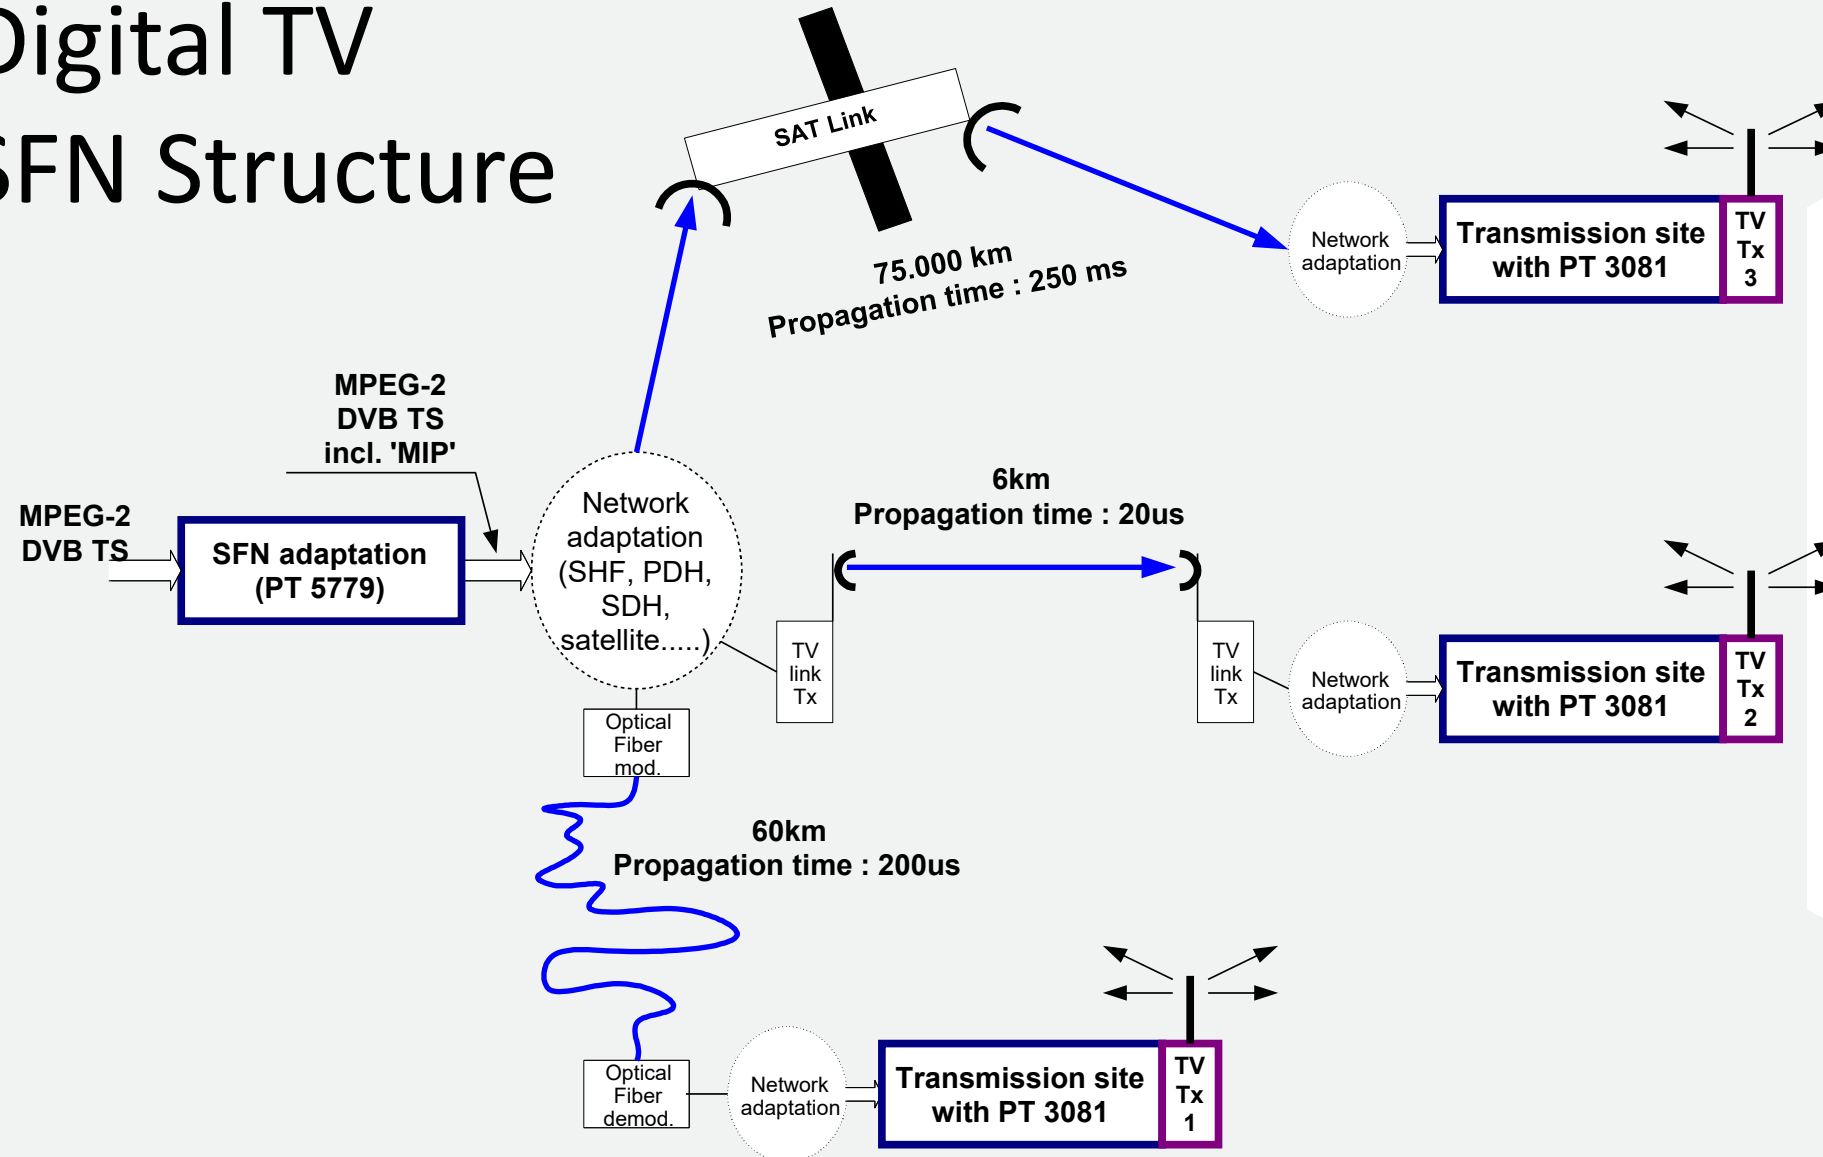 Digital TV
SFN Structure
SAT Link
75.000 km
Propagation time : 250 ms
Network
adaptation
Transmission site
with PT 3081
TV
Tx
3
MPEG-2
DVB TS
incl. 'MIP'
MPEG-2
DVB TS
SFN adaptation
(PT 5779)
Network
adaptation
(SHF, PDH,
SDH,
satellite.....)
6km
Propagation time : 20us
TV
link
Tx
TV
link
Tx
Network
adaptation
Transmission site
with PT 3081
TV
Tx
2
Optical
Fiber
mod.
60km
Propagation time : 200us
Optical
Fiber
demod.
Network
adaptation
Transmission site
with PT 3081
TV
Tx
1